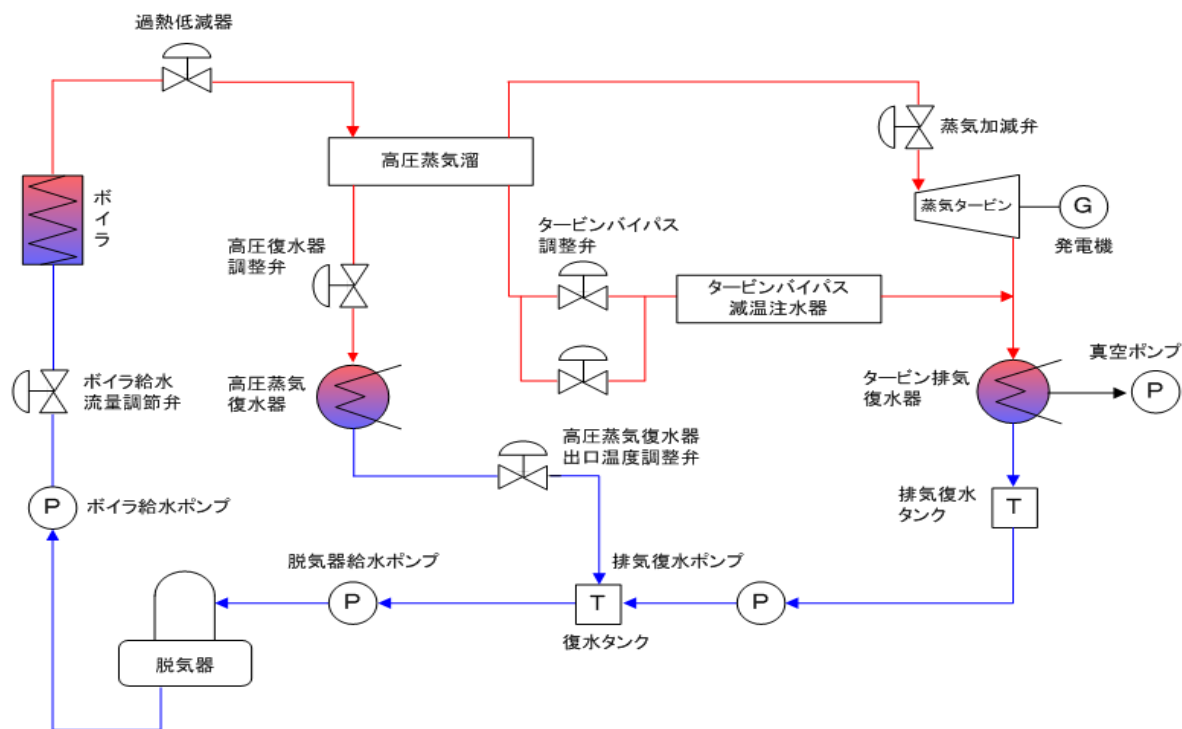 過熱低減器
蒸気加減弁
高圧蒸気溜
ボイラ
蒸気タービン
G
発電機
高圧復水器
調整弁
タービンバイパス
調整弁
タービンバイパス
減温注水器
ボイラ給水
流量調節弁
高圧蒸気
復水器
タービン排気
復水器
真空ポンプ
P
高圧蒸気復水器
出口温度調整弁
P
ボイラ給水ポンプ
排気復水
タンク
T
脱気器給水ポンプ
P
排気復水ポンプ
T
P
復水タンク
脱気器